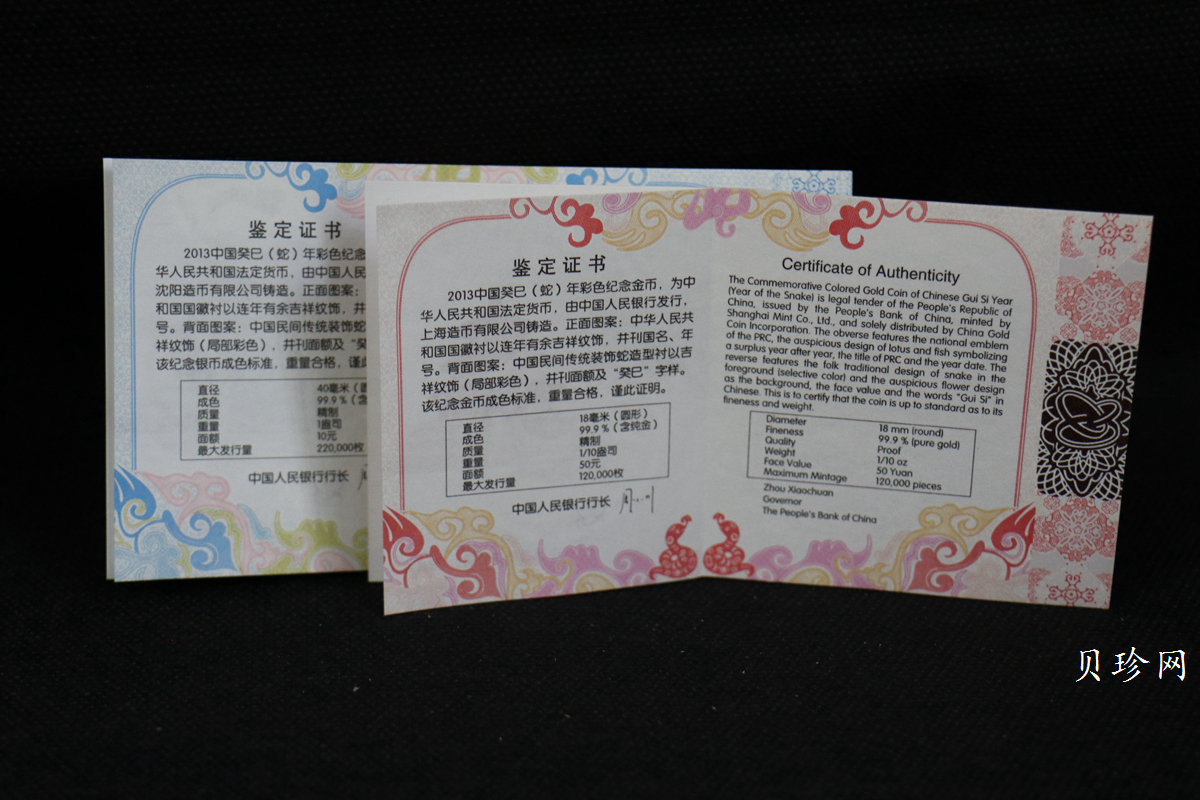 鉴定证书
2013中国癸巳（蛇）年彩色纪念
华人民共和国法定货币，由中国人民
沈阳造币有限公司铸造。正面图案：
和国国徽衬以连年有余吉祥纹饰，并
号。背面图案：中国民间传统装饰蛇
祥纹饰（局部彩色），并刊面额及“癸
该纪念银币成色标准，重量合格，谨此
直径 40毫米（圆
成色 99.9％（含
质量 精制
重量 1盎司
面额 10元
最大发行量 220,000枚
中国人民银行行长
鉴定证书
2013中国癸巳（蛇）年彩色纪念金币，为中
华人民共和国法定货币，由中国人民银行发行，
上海造币有限公司铸造。正面图案：中华人民共
和国国徽衬以连年有余吉祥纹饰，并刊国名、年
号。背面图案：中国民间传统装饰蛇造型衬以吉
祥纹饰（局部彩色），并刊面额及“癸巳”字样。
该纪念金币成色标准，重量合格，谨此证明。
直径 18毫米（圆形）
成色 99.9％（含纯金）
质量 精制
重量 1/10盎司
面额 50元
最大发行量 120,000枚
中国人民银行行长
Certificate of Authenticity
The Commemorative Colored Gold Coin of Chinese Gui Si Year
(Year of the Snake) is legal tender of the People's Republic of
China, issued by the People's Bank of China, minted by
Shanghai Mint Co., Ltd., and solely distributed by China Gold
Coin Incorporation. The obverse features the national emblem
of the PRC, the auspicious design of lotus and fish symbolizing
a surplus year after year, the title of PRC and the year date. The
reverse features the folk traditional design of snake in the
foreground (selective color) and the auspicious flower design
as the background, the face value and the words "Gui Si" in
Chinese. This is to certify that the coin is up to standard as to its
fineness and weight.
Diameter 18 mm (round)
Fineness 99.9 % (pure gold)
Quality Proof
Weight 1/10 oz
Face Value 50 Yuan
Maximum Mintage 120,000 pieces
Zhou Xiaochuan
Governor
The People's Bank of China
贝珍网